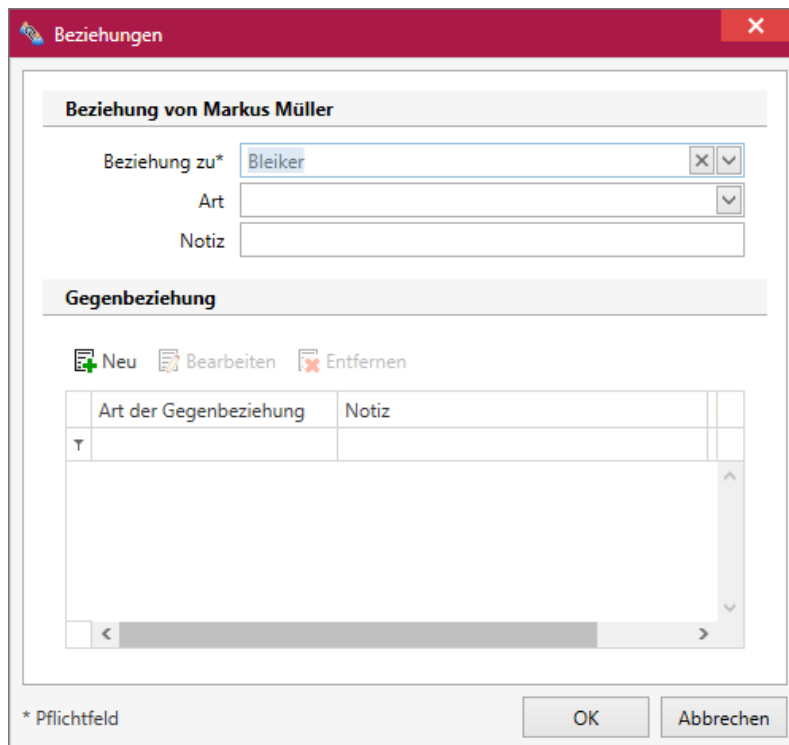 Beziehungen
Beziehung von Markus Müller
Beziehung zu* Bleiker
Art
Notiz
Gegenbeziehung
Neu Bearbeiten Entfernen
Art der Gegenbeziehung Notiz
* Pflichtfeld OK Abbrechen